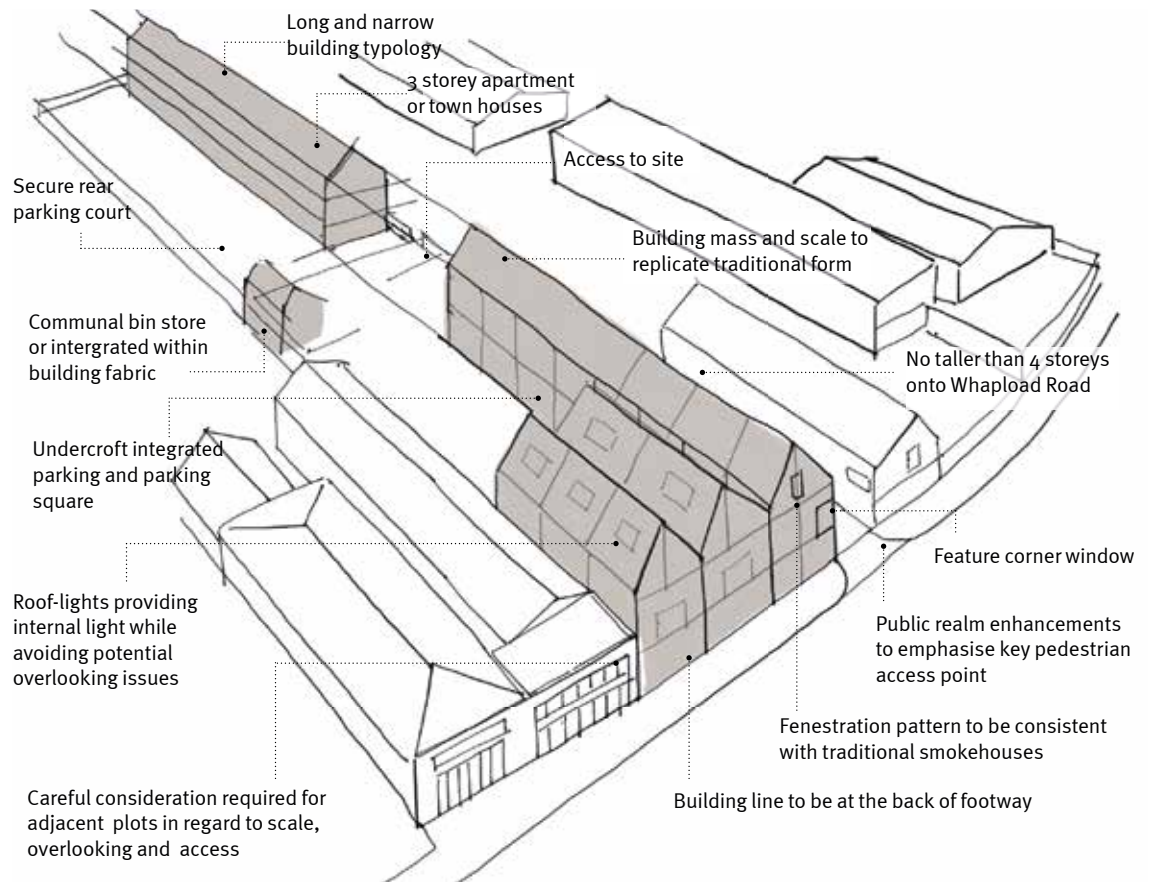 Long and narrow
building typology
3 storey apartment
or town houses
Access to site
Secure rear
parking court
Building mass and scale to
replicate traditional form
Communal bin store
or intergrated within
building fabric
No taller than 4 storeys
onto Whapload Road
Undercroft integrated
parking and parking
square
Feature corner window
Roof-lights providing
internal light while
avoiding potential
overlooking issues
Public realm enhancements
to emphasise key pedestrian
access point
Fenestration pattern to be consistent
with traditional smokehouses
Careful consideration required for
adjacent plots in regard to scale,
overlooking and access
Building line to be at the back of footway